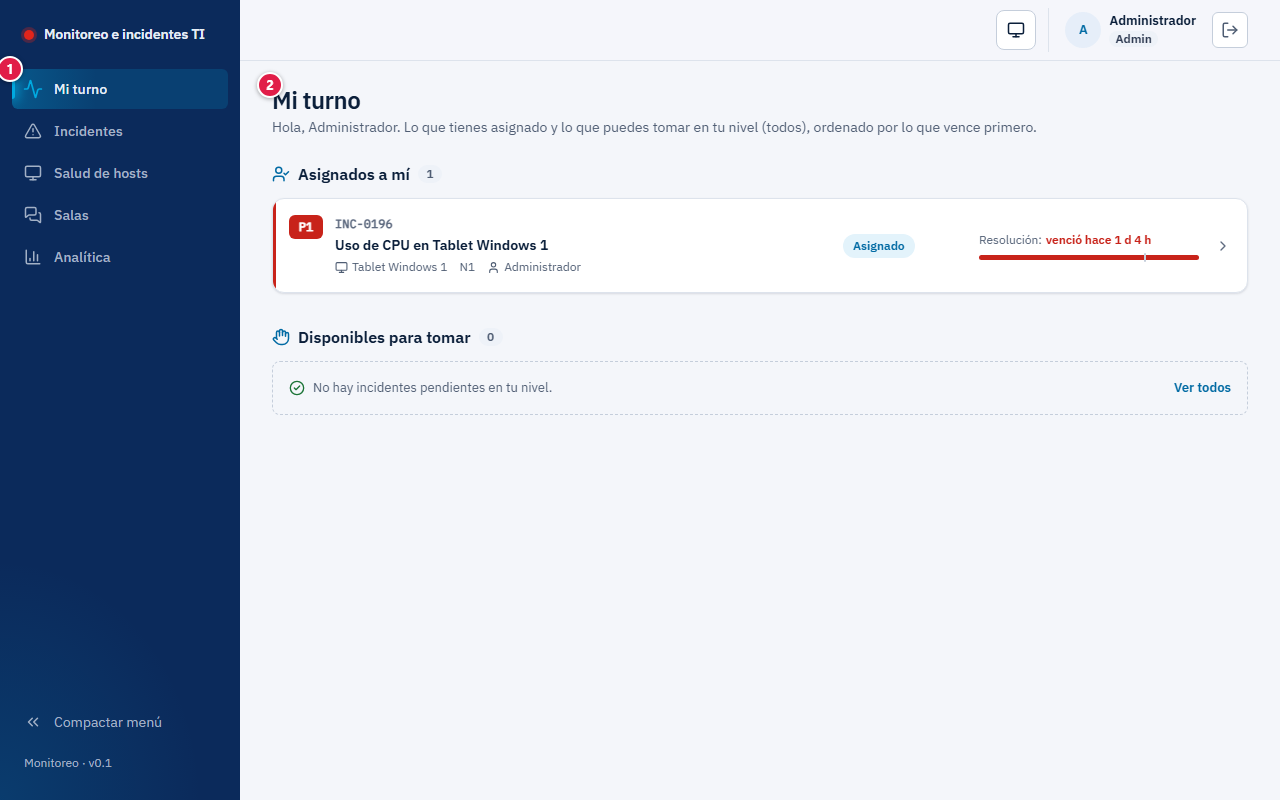 Monitoreo e incidentes TI
1
Mi turno
Incidentes
Salud de hosts
Salas
Analítica
Compactar menú
Monitoreo · v0.1
A
Administrador
Admin
2
Mi turno
Hola, Administrador. Lo que tienes asignado y lo que puedes tomar en tu nivel (todos), ordenado por lo que vence primero.
Asignados a mí 1
P1
INC-0196
Uso de CPU en Tablet Windows 1
Tablet Windows 1 N1 Administrador
Asignado
Resolución: venció hace 1 d 4 h
Disponibles para tomar 0
No hay incidentes pendientes en tu nivel.
Ver todos